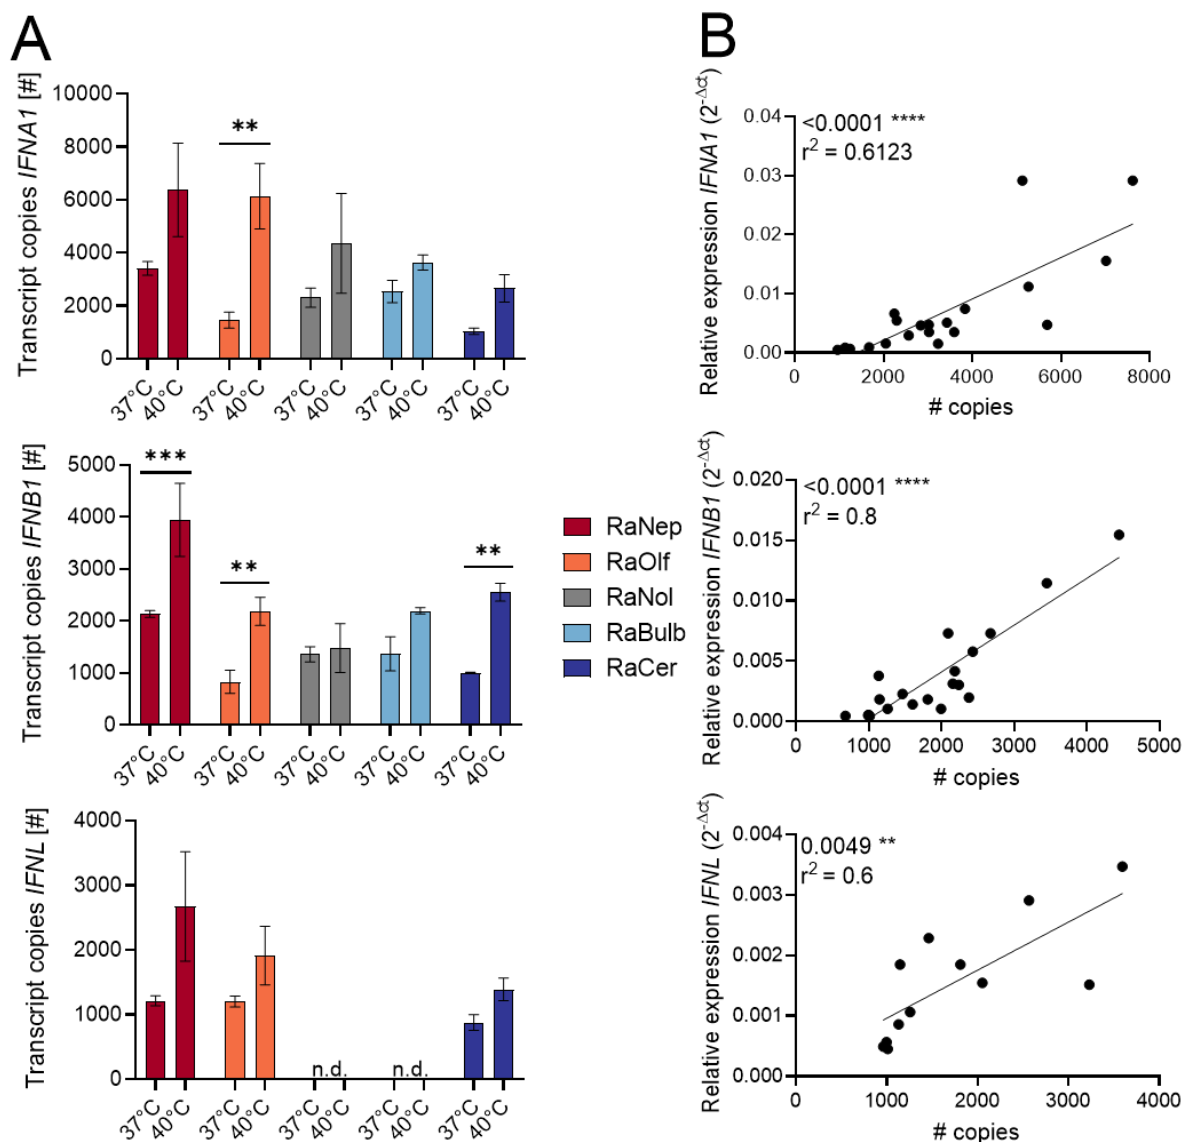 A
Transcript copies IFNA1 [#]
10000
8000
6000
4000
2000
0
**
37°C 40°C 37°C 40°C 37°C 40°C 37°C 40°C 37°C 40°C
Transcript copies IFNB1 [#]
5000
4000
3000
2000
1000
0
***
**
**
37°C 40°C 37°C 40°C 37°C 40°C 37°C 40°C 37°C 40°C
Transcript copies IFNL [#]
4000
3000
2000
1000
0
n.d. n.d.
37°C 40°C 37°C 40°C 37°C 40°C 37°C 40°C 37°C 40°C
RaNep
RaOlf
RaNol
RaBulb
RaCer
B
Relative expression IFNA1 (2^-Δct)
0.04
0.03
0.02
0.01
0.00
<0.0001 ****
r² = 0.6123
0 2000 4000 6000 8000
# copies
Relative expression IFNB1 (2^-Δct)
0.020
0.015
0.010
0.005
0.000
<0.0001 ****
r² = 0.8
0 1000 2000 3000 4000 5000
# copies
Relative expression IFNL (2^-Δct)
0.004
0.003
0.002
0.001
0.000
0.0049 **
r² = 0.6
0 1000 2000 3000 4000
# copies